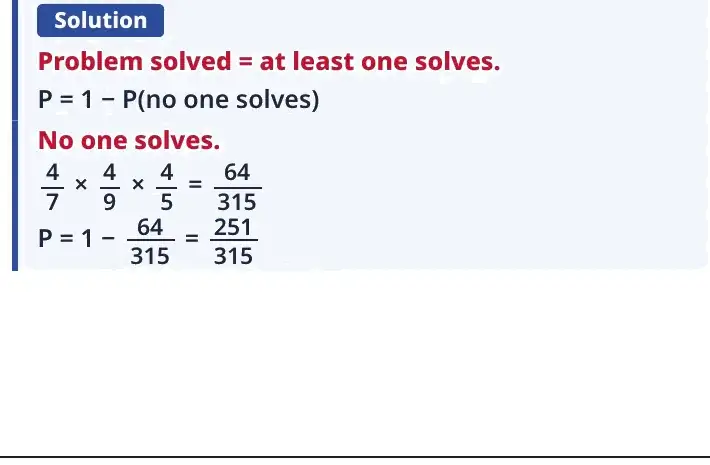 Solution
Problem solved = at least one solves.
P = 1 − P(no one solves)
No one solves.
4/7 × 4/9 × 4/5 = 64/315
P = 1 − 64/315 = 251/315